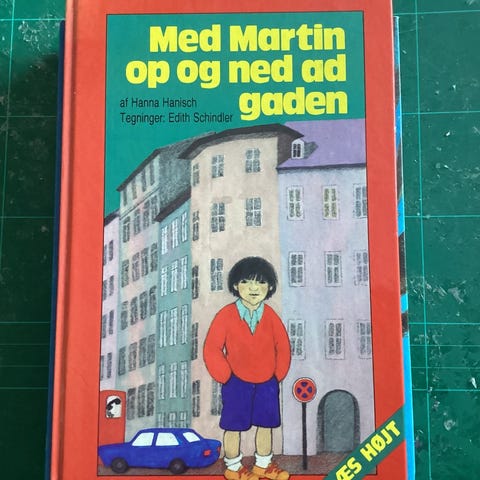 Med Martin
op og ned ad
gaden
af Hanna Hanisch
Tegninger: Edith Schindler
ÆS HØJT